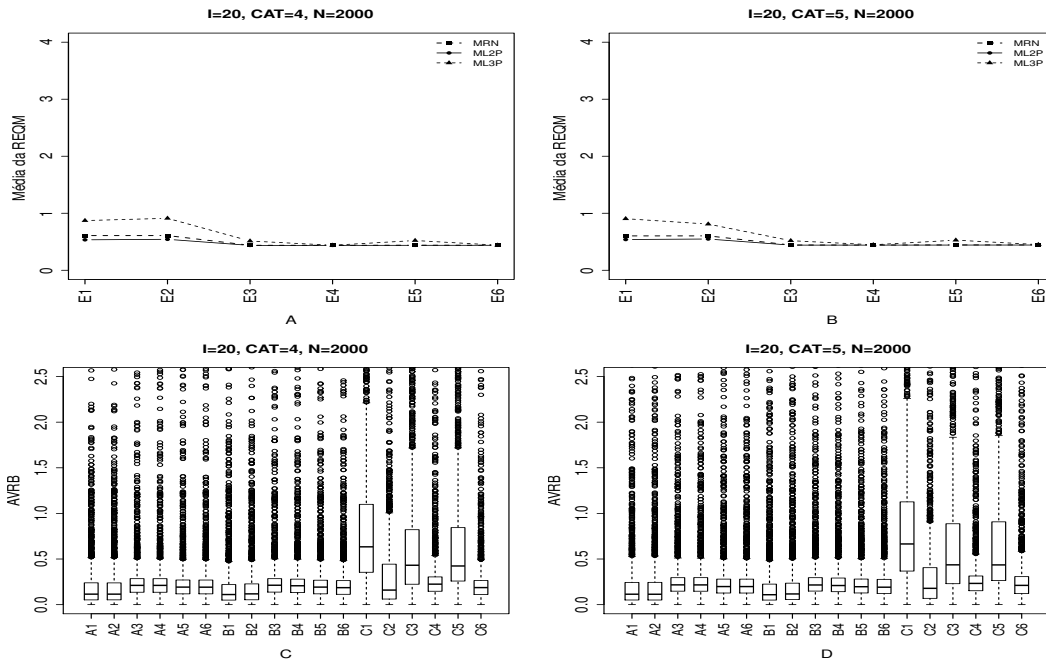 I=20, CAT=4, N=2000
Média da REQM
0 1 2 3 4
MRN
ML2P
ML3P
E1 E2 E3 E4 E5 E6
A
I=20, CAT=5, N=2000
Média da REQM
0 1 2 3 4
MRN
ML2P
ML3P
E1 E2 E3 E4 E5 E6
B
I=20, CAT=4, N=2000
AVRB
0.0 0.5 1.0 1.5 2.0 2.5
A1 A2 A3 A4 A5 A6 B1 B2 B3 B4 B5 B6 C1 C2 C3 C4 C5 C6
C
I=20, CAT=5, N=2000
AVRB
0.0 0.5 1.0 1.5 2.0 2.5
A1 A2 A3 A4 A5 A6 B1 B2 B3 B4 B5 B6 C1 C2 C3 C4 C5 C6
D